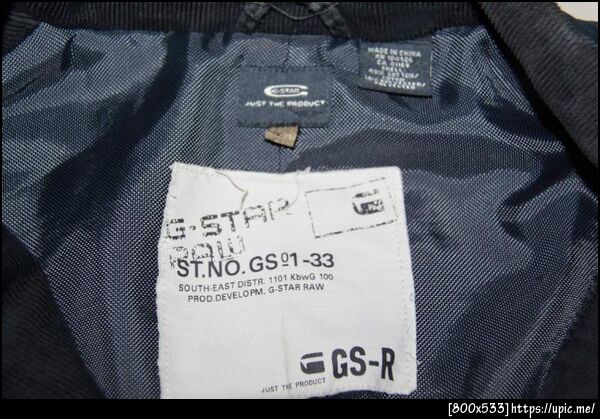 MADE IN CHINA
G-STAR
JUST THE PRODUCT
G-STAR
RAW
ST.NO. GS01-33
SOUTH-EAST DISTR. 1101 KbwG 100
PROD.DEVELOPM. G-STAR RAW
JUST THE PRODUCT
GS-R
[800x533]https://upic.me/